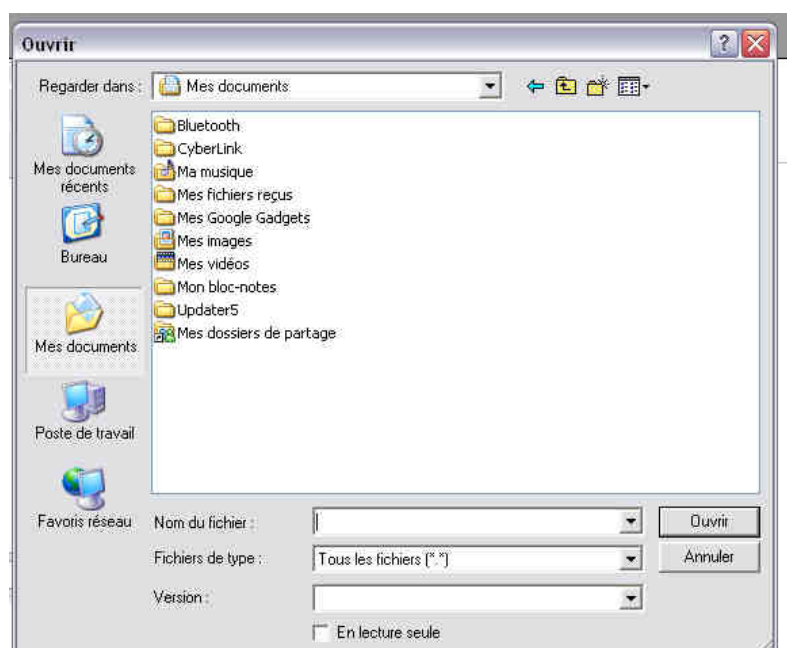 Ouvrir
Regarder dans :
Mes documents
Mes documents
récents
Bureau
Mes documents
Poste de travail
Favoris réseau
Bluetooth
CyberLink
Ma musique
Mes fichiers reçus
Mes Google Gadgets
Mes images
Mes vidéos
Mon bloc-notes
Updater5
Mes dossiers de partage
Nom du fichier :
Ouvrir
Fichiers de type :
Tous les fichiers (*.*)
Annuler
Version :
En lecture seule